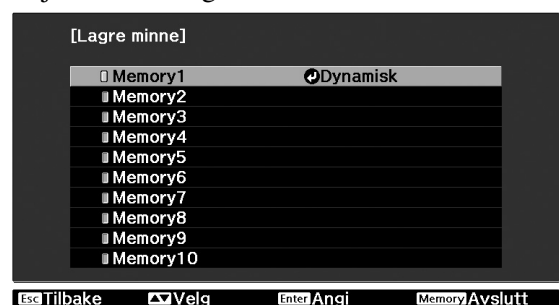 [Lagre minne]
Memory1 Dynamisk
Memory2
Memory3
Memory4
Memory5
Memory6
Memory7
Memory8
Memory9
Memory10
Esc Tilbake Velg Enter Angi Memory Avslutt